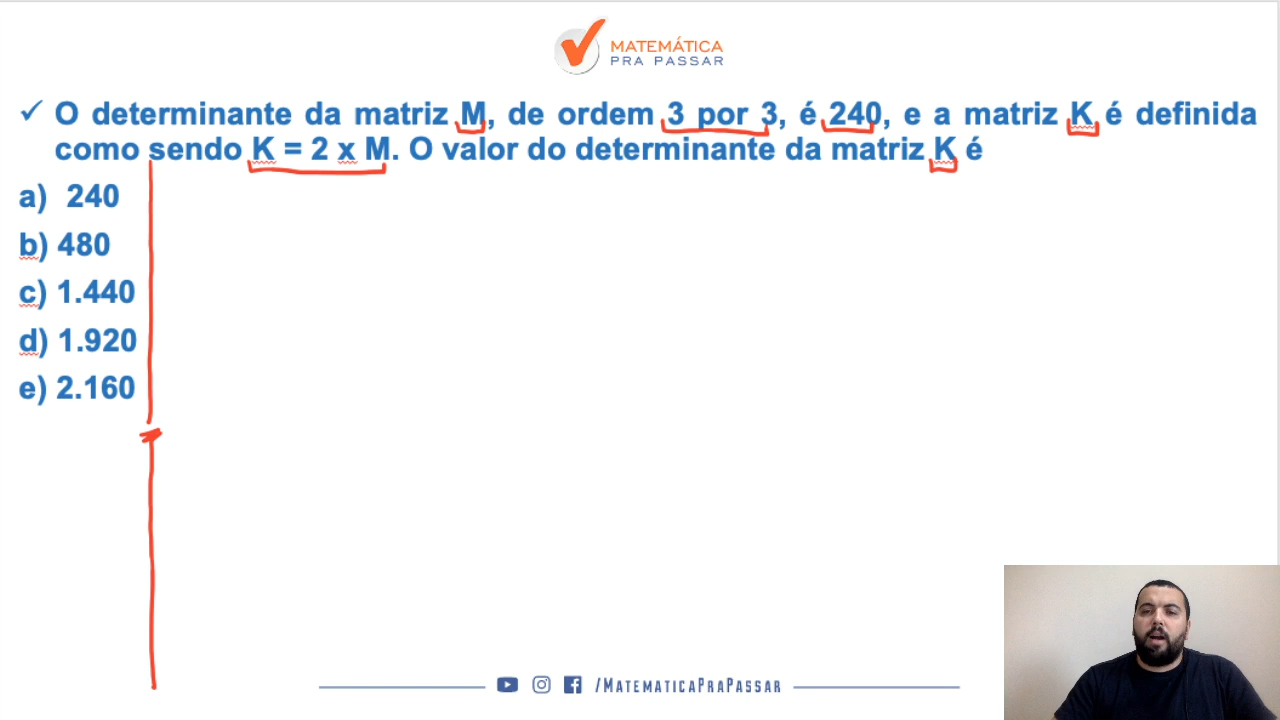 MATEMÁTICA
PRA PASSAR
✓ O determinante da matriz M, de ordem 3 por 3, é 240, e a matriz K é definida
como sendo K = 2 x M. O valor do determinante da matriz K é
a) 240
b) 480
c) 1.440
d) 1.920
e) 2.160
/MATEMATICAPRAPASSAR